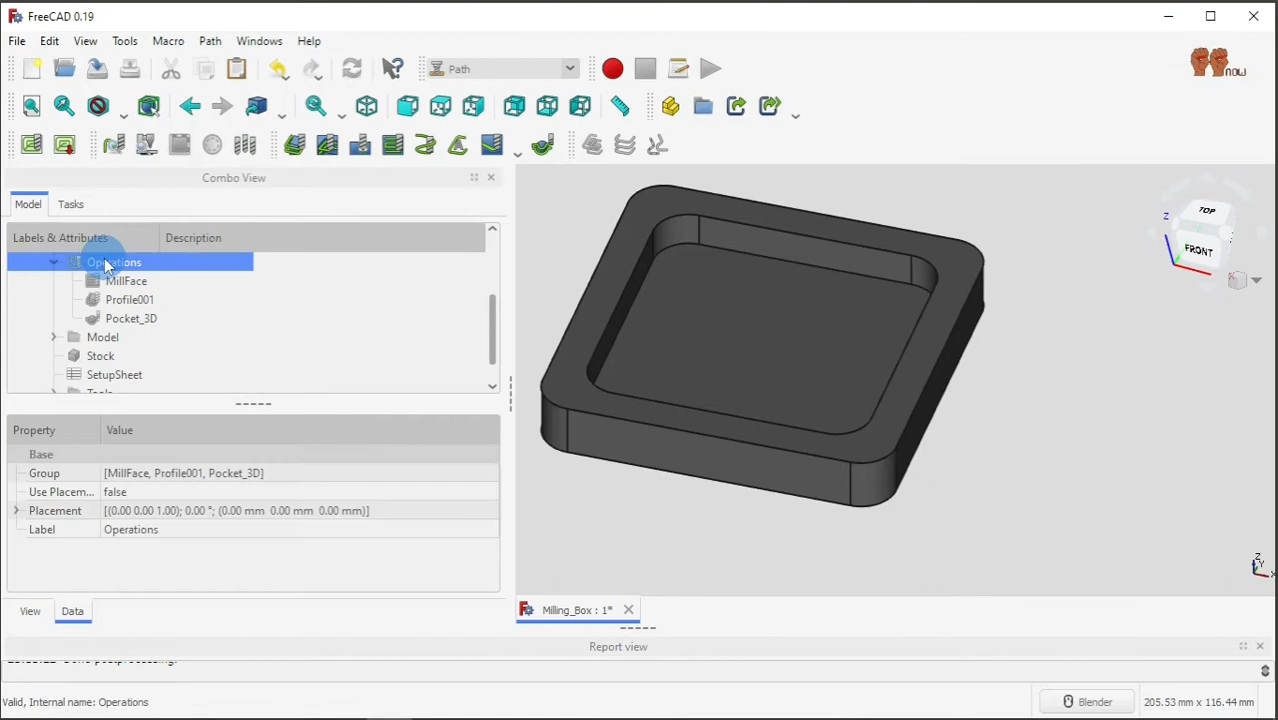 FreeCAD 0.19
File Edit View Tools Macro Path Windows Help
Path
now
Combo View
Model Tasks
Labels & Attributes Description
Operations
MillFace
Profile001
Pocket_3D
Model
Stock
SetupSheet
Tools
Property Value
Base
Group [MillFace, Profile001, Pocket_3D]
Use Placem... false
Placement [(0.00 0.00 1.00); 0.00 °; (0.00 mm 0.00 mm 0.00 mm)]
Label Operations
View Data
TOP
Z
FRONT
Z
Y
X
Milling_Box : 1*
Report view
Valid, Internal name: Operations
Blender 205.53 mm x 116.44 mm